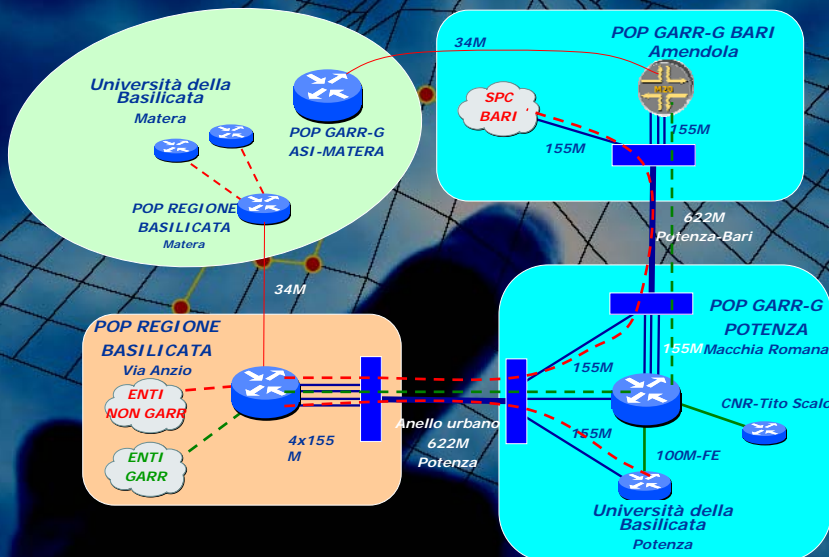 POP GARR-G BARI
Amendola
34M
Università della
Basilicata
Matera
SPC
BARI
M20
155M
155M
POP GARR-G
ASI-MATERA
POP REGIONE
BASILICATA
Matera
622M
Potenza-Bari
34M
POP GARR-G
POTENZA
Macchia Romana
155M
POP REGIONE
BASILICATA
Via Anzio
155M
ENTI
NON GARR
CNR-Tito Scalo
Anello urbano
622M
Potenza
155M
4x155
M
ENTI
GARR
100M-FE
Università della
Basilicata
Potenza